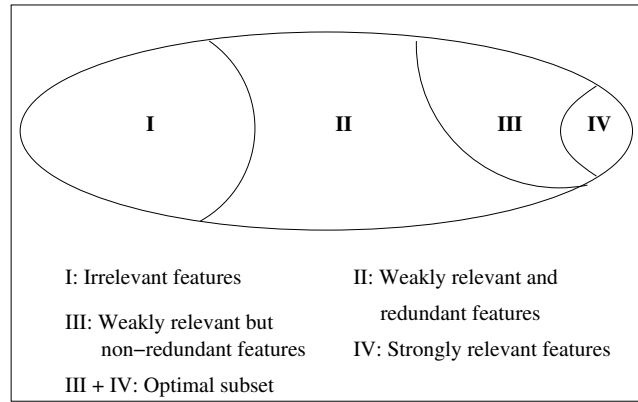 I
II
III
IV
I: Irrelevant features
II: Weakly relevant and
redundant features
III: Weakly relevant but
non−redundant features
IV: Strongly relevant features
III + IV: Optimal subset